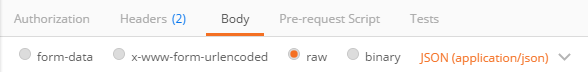 Authorization Headers (2) Body Pre-request Script Tests
form-data x-www-form-urlencoded raw binary JSON (application/json)